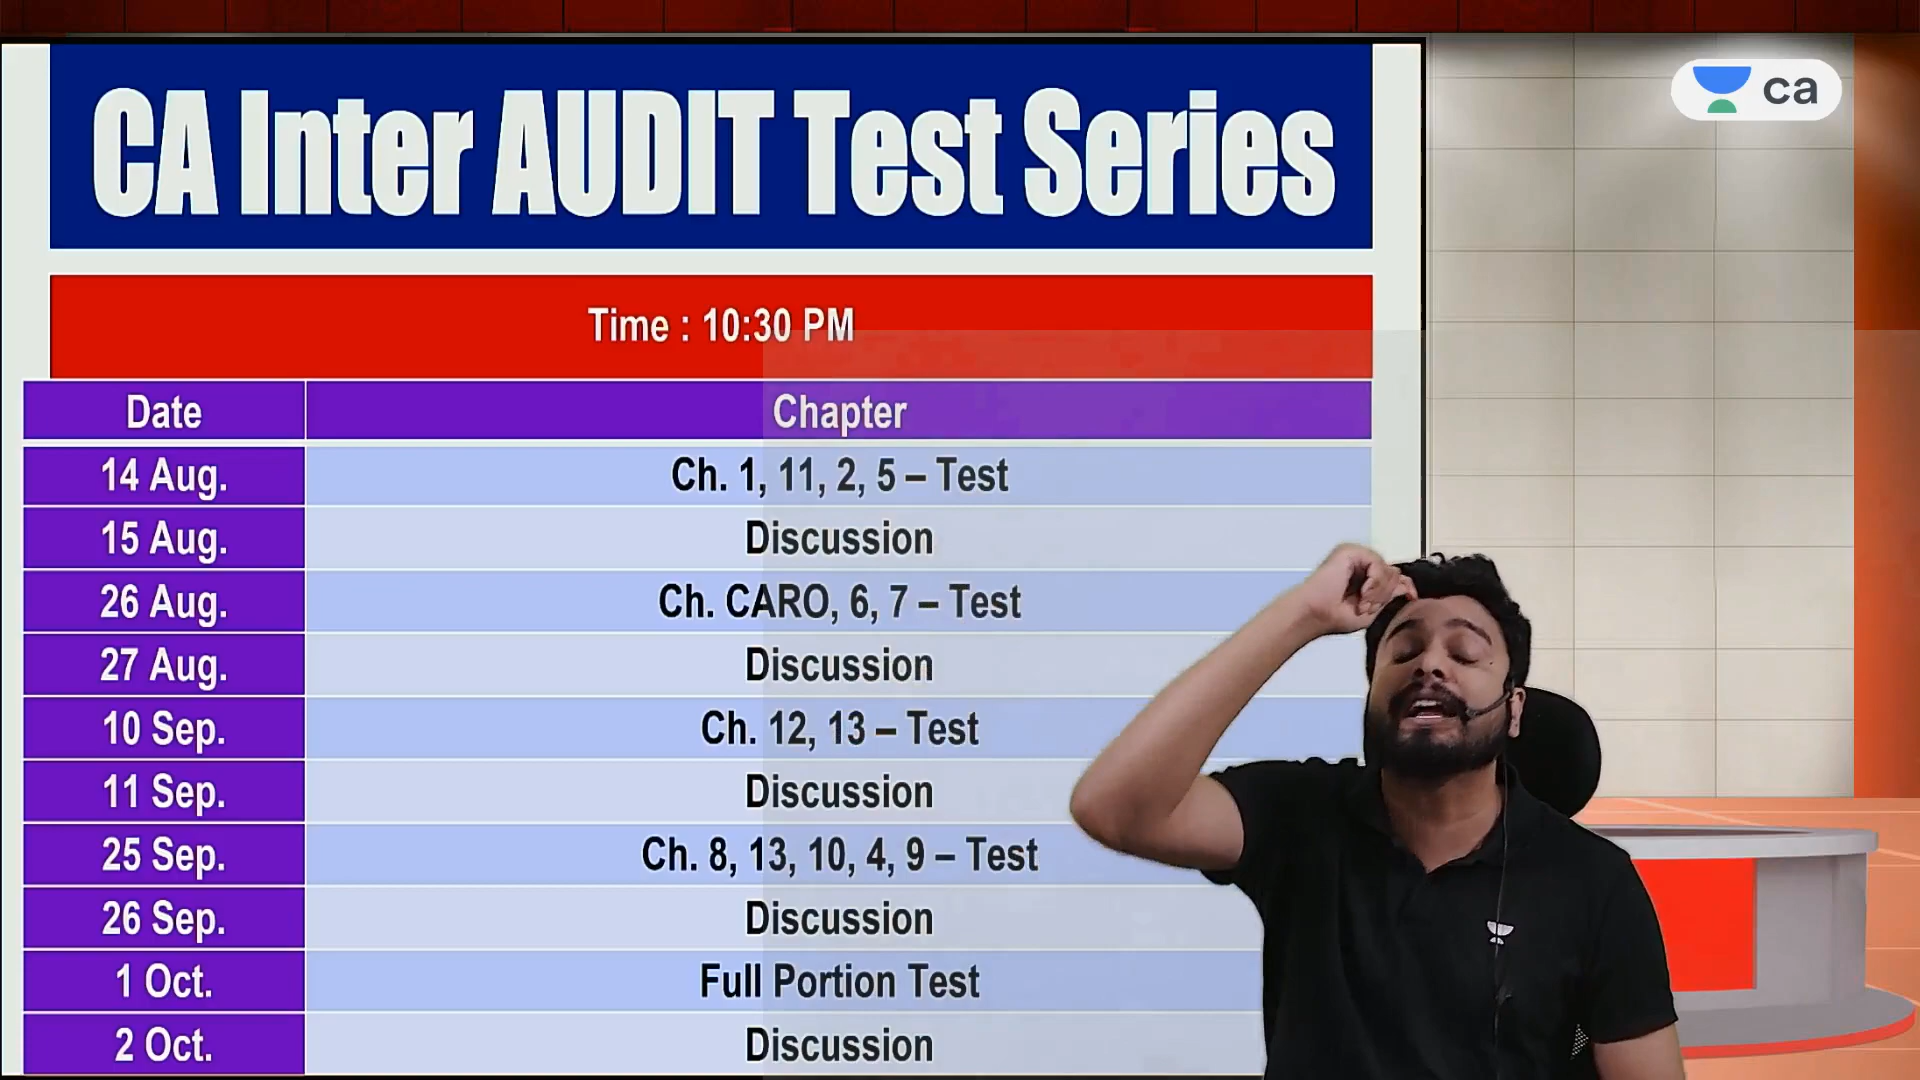 CA Inter AUDIT Test Series
ca
Time : 10:30 PM
Date Chapter
14 Aug. Ch. 1, 11, 2, 5 – Test
15 Aug. Discussion
26 Aug. Ch. CARO, 6, 7 – Test
27 Aug. Discussion
10 Sep. Ch. 12, 13 – Test
11 Sep. Discussion
25 Sep. Ch. 8, 13, 10, 4, 9 – Test
26 Sep. Discussion
1 Oct. Full Portion Test
2 Oct. Discussion